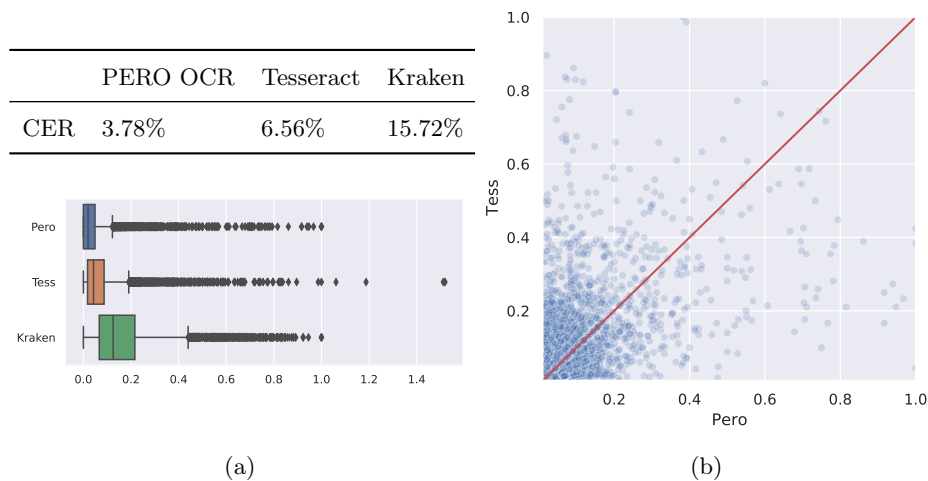 PERO OCR Tesseract Kraken
CER 3.78% 6.56% 15.72%
Pero
Tess
Kraken
0.0 0.2 0.4 0.6 0.8 1.0 1.2 1.4
(a)
1.0
0.8
0.6
0.4
0.2
Tess
0.2 0.4 0.6 0.8 1.0
Pero
(b)